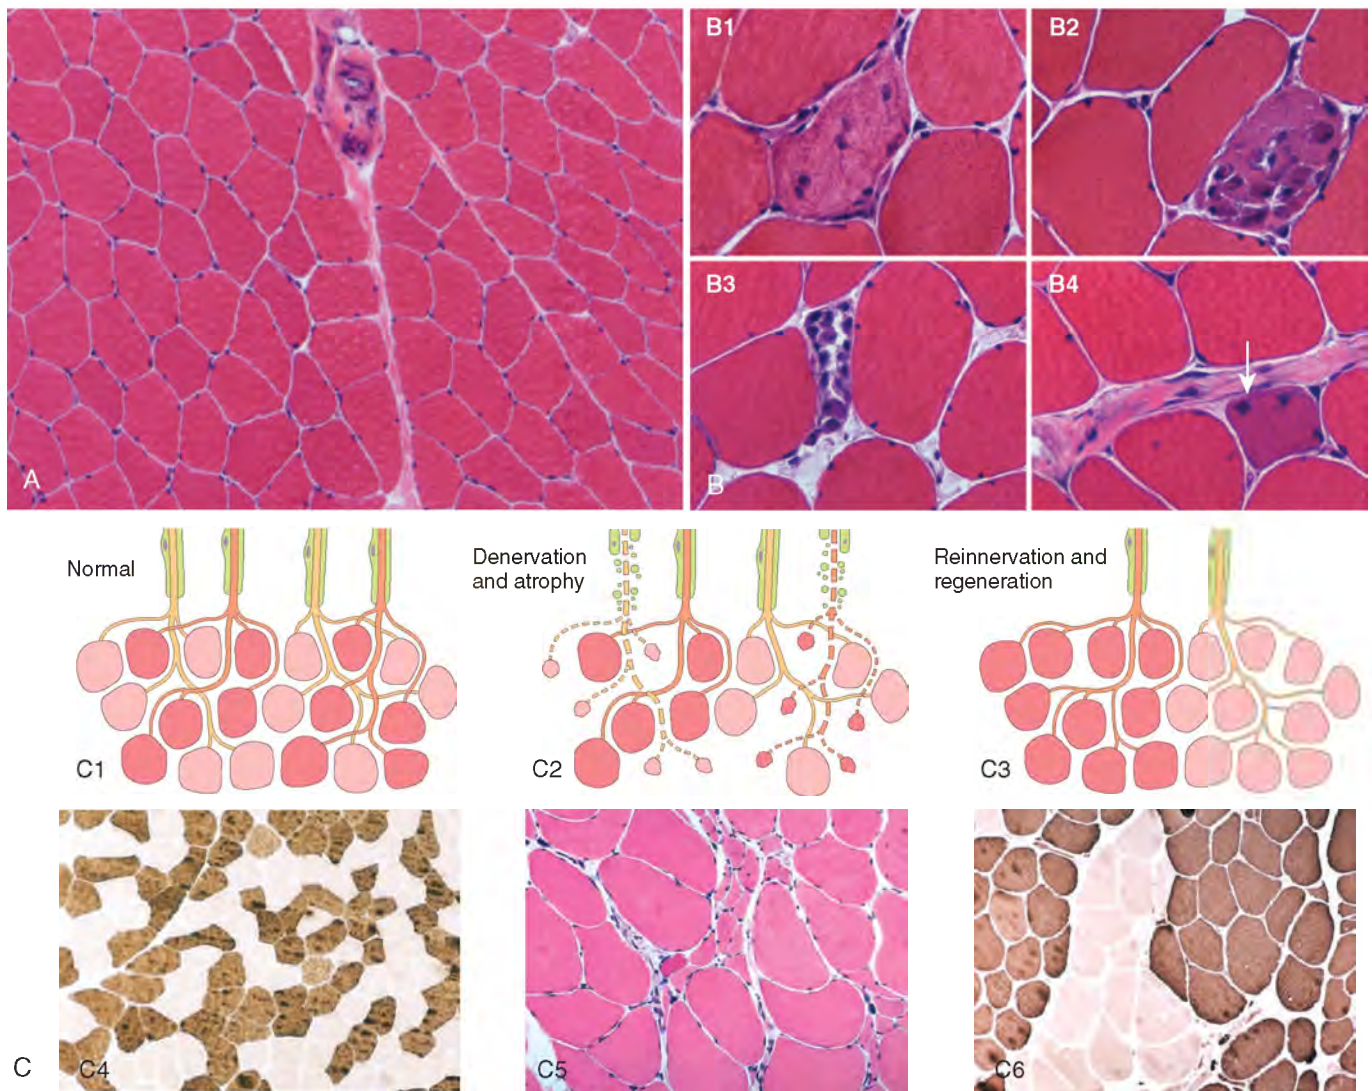 A
B1
B2
B3
B
B4
Normal
Denervation
and atrophy
Reinnervation and
regeneration
C1
C2
C3
C
C4
C5
C6